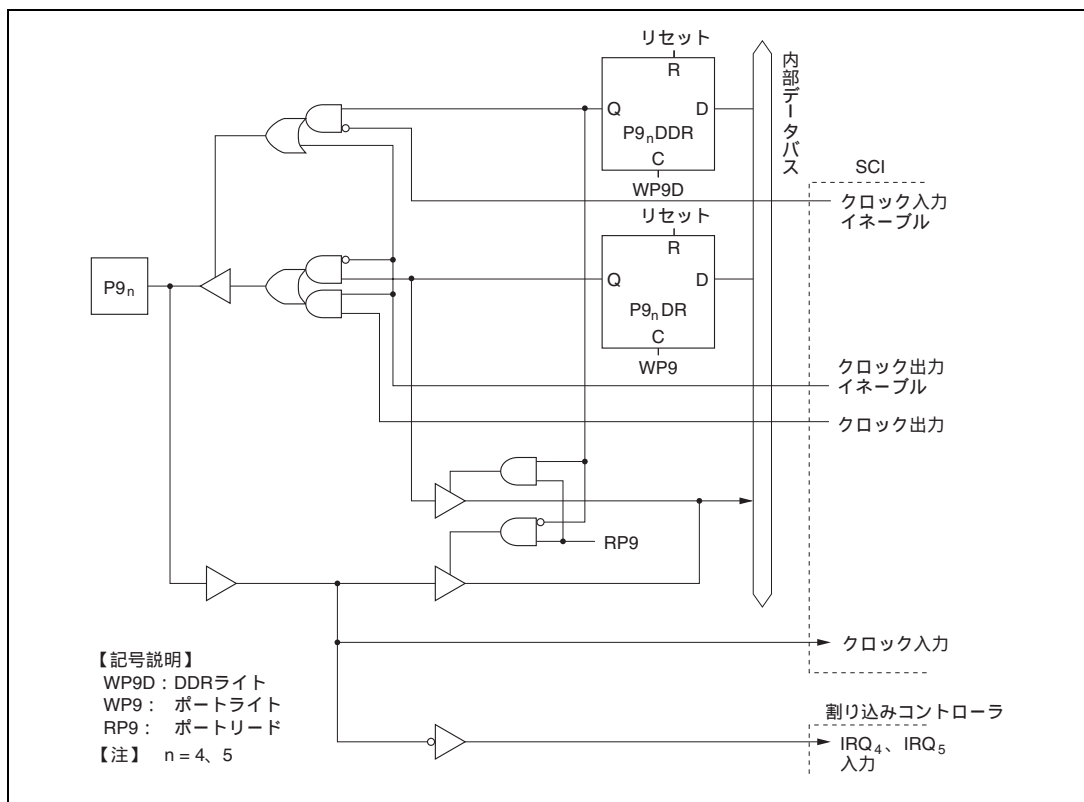 リセット
R
Q
D
P9nDDR
C
WP9D
内部データバス
SCI
クロック入力
イネーブル
リセット
R
Q
D
P9nDR
C
WP9
P9n
クロック出力
イネーブル
クロック出力
RP9
クロック入力
【記号説明】
WP9D：DDRライト
WP9： ポートライト
RP9： ポートリード
【注】 n = 4、5
割り込みコントローラ
IRQ4、IRQ5
入力